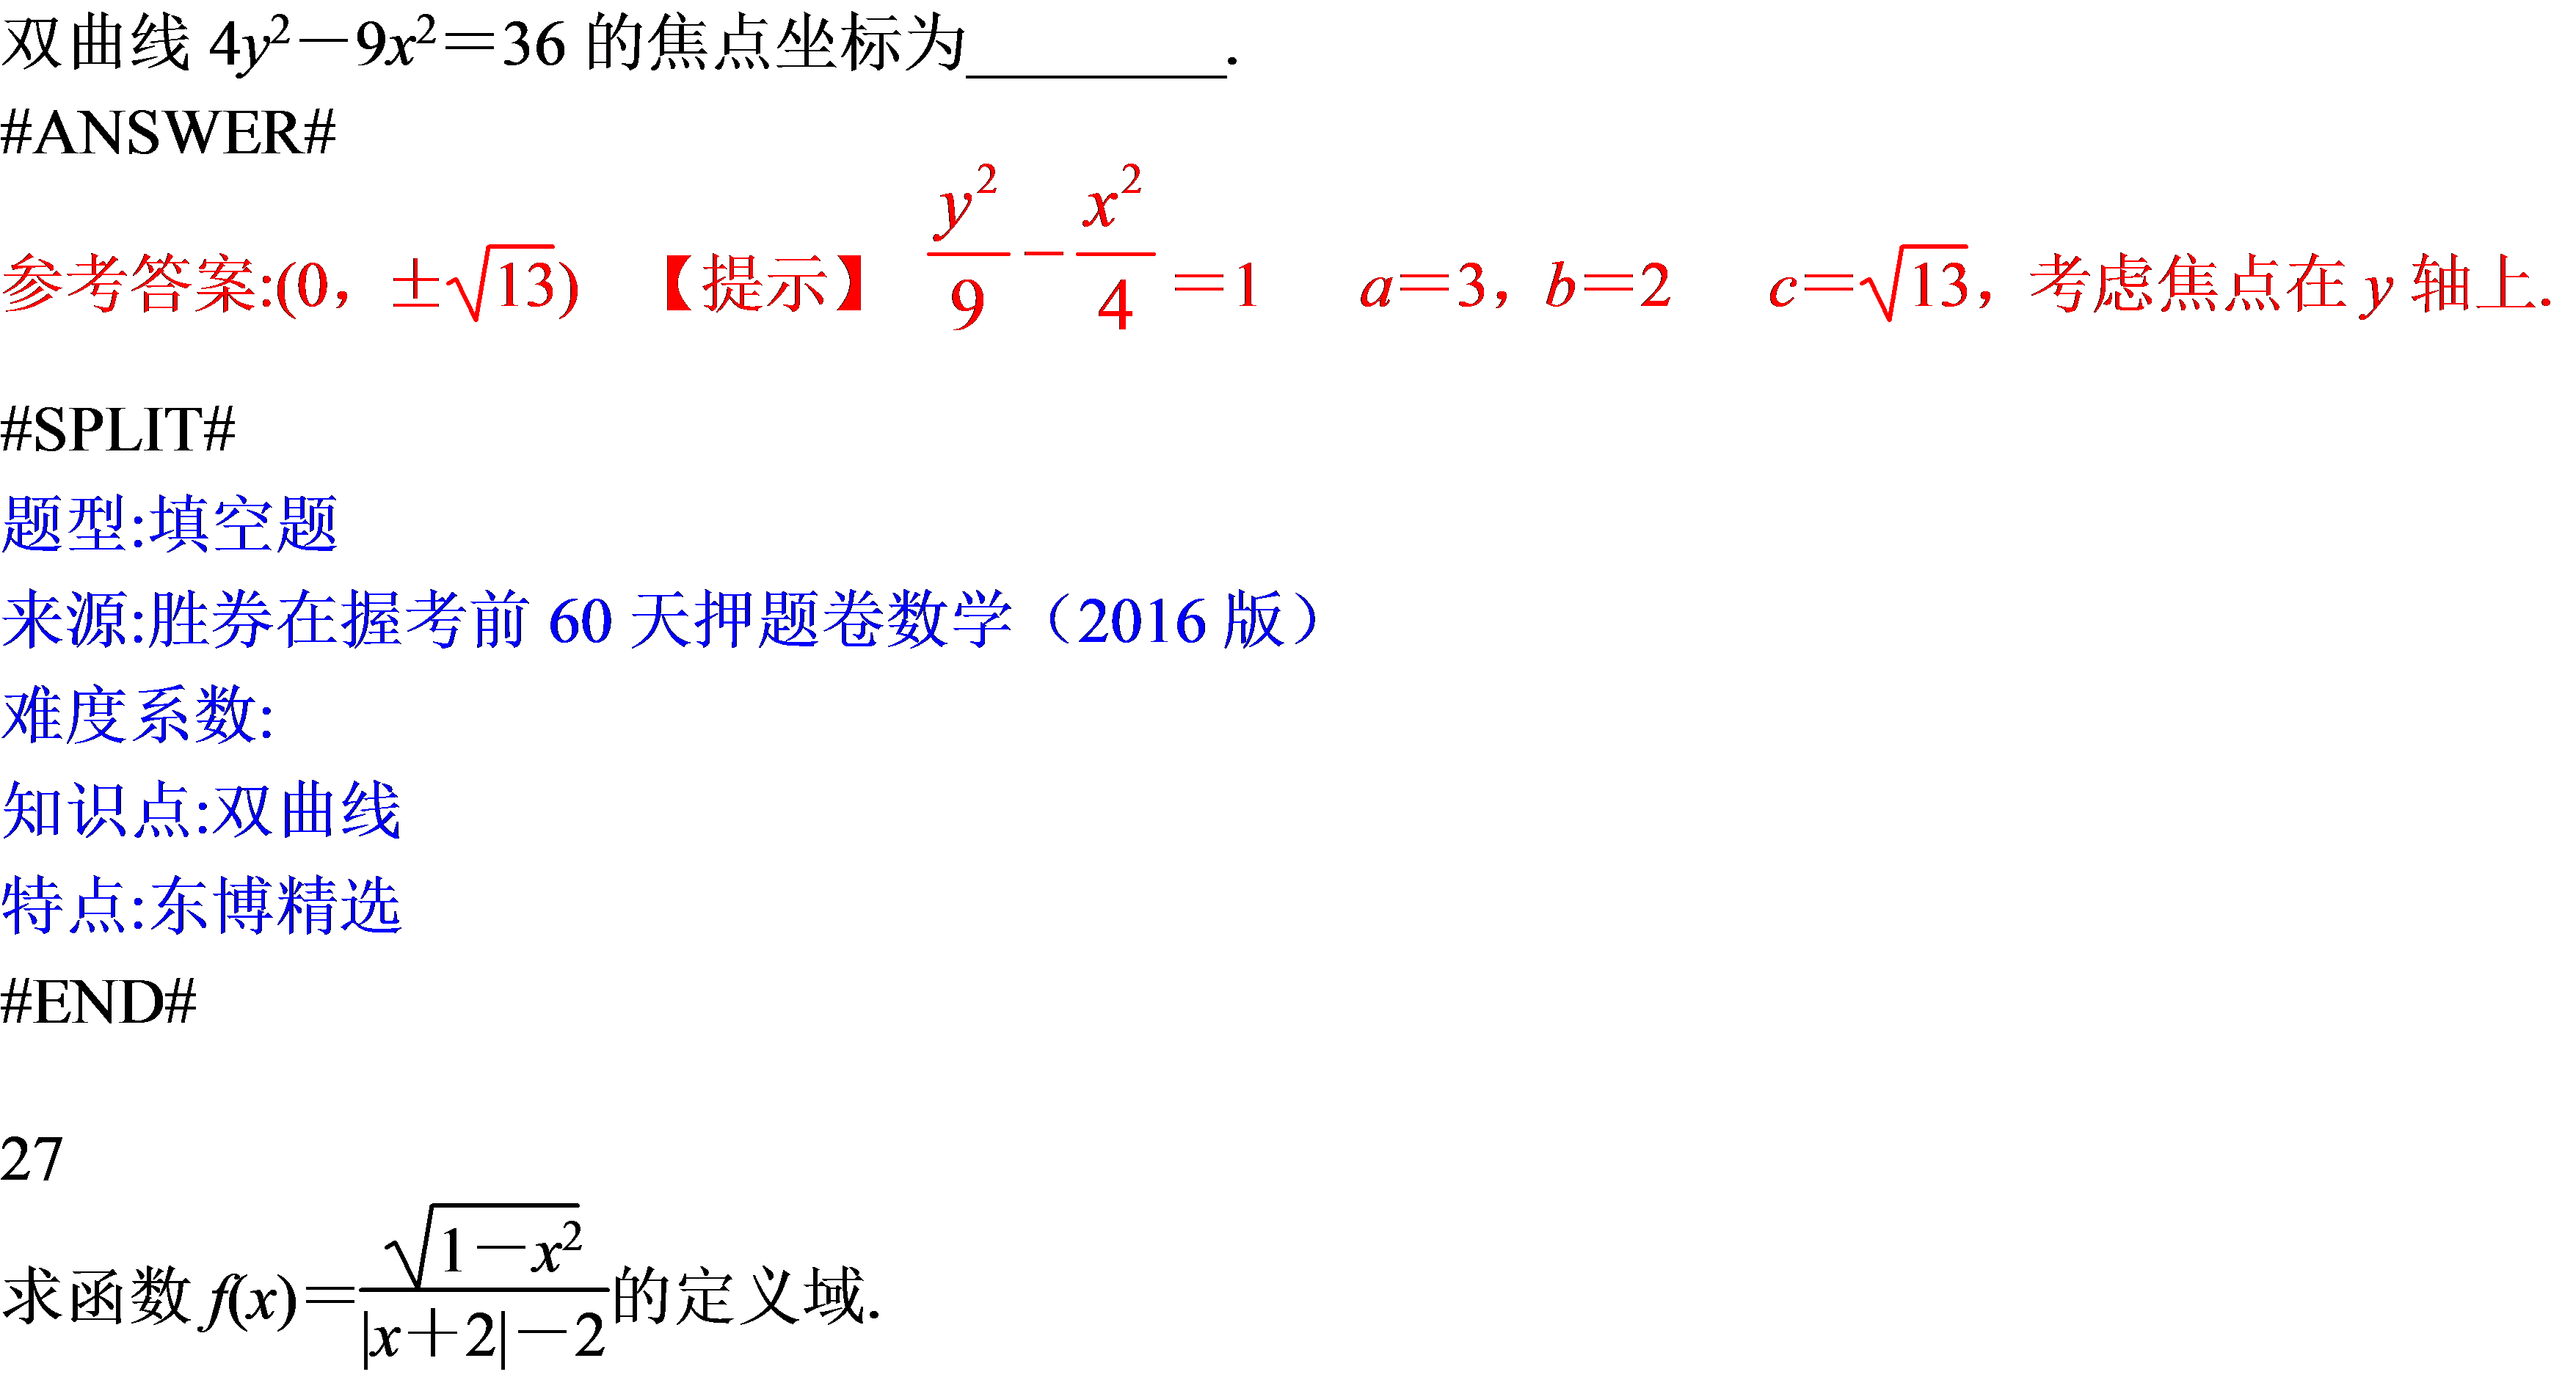 双曲线 4y²－9x²＝36 的焦点坐标为________.
#ANSWER#
参考答案:(0，±√13) 【提示】 y²/9－x²/4＝1 a＝3，b＝2 c＝√13，考虑焦点在 y 轴上.
#SPLIT#
题型:填空题
来源:胜券在握考前 60 天押题卷数学（2016 版）
难度系数:
知识点:双曲线
特点:东博精选
#END#
27
求函数 f(x)＝√(1－x²)/(|x＋2|－2)的定义域.